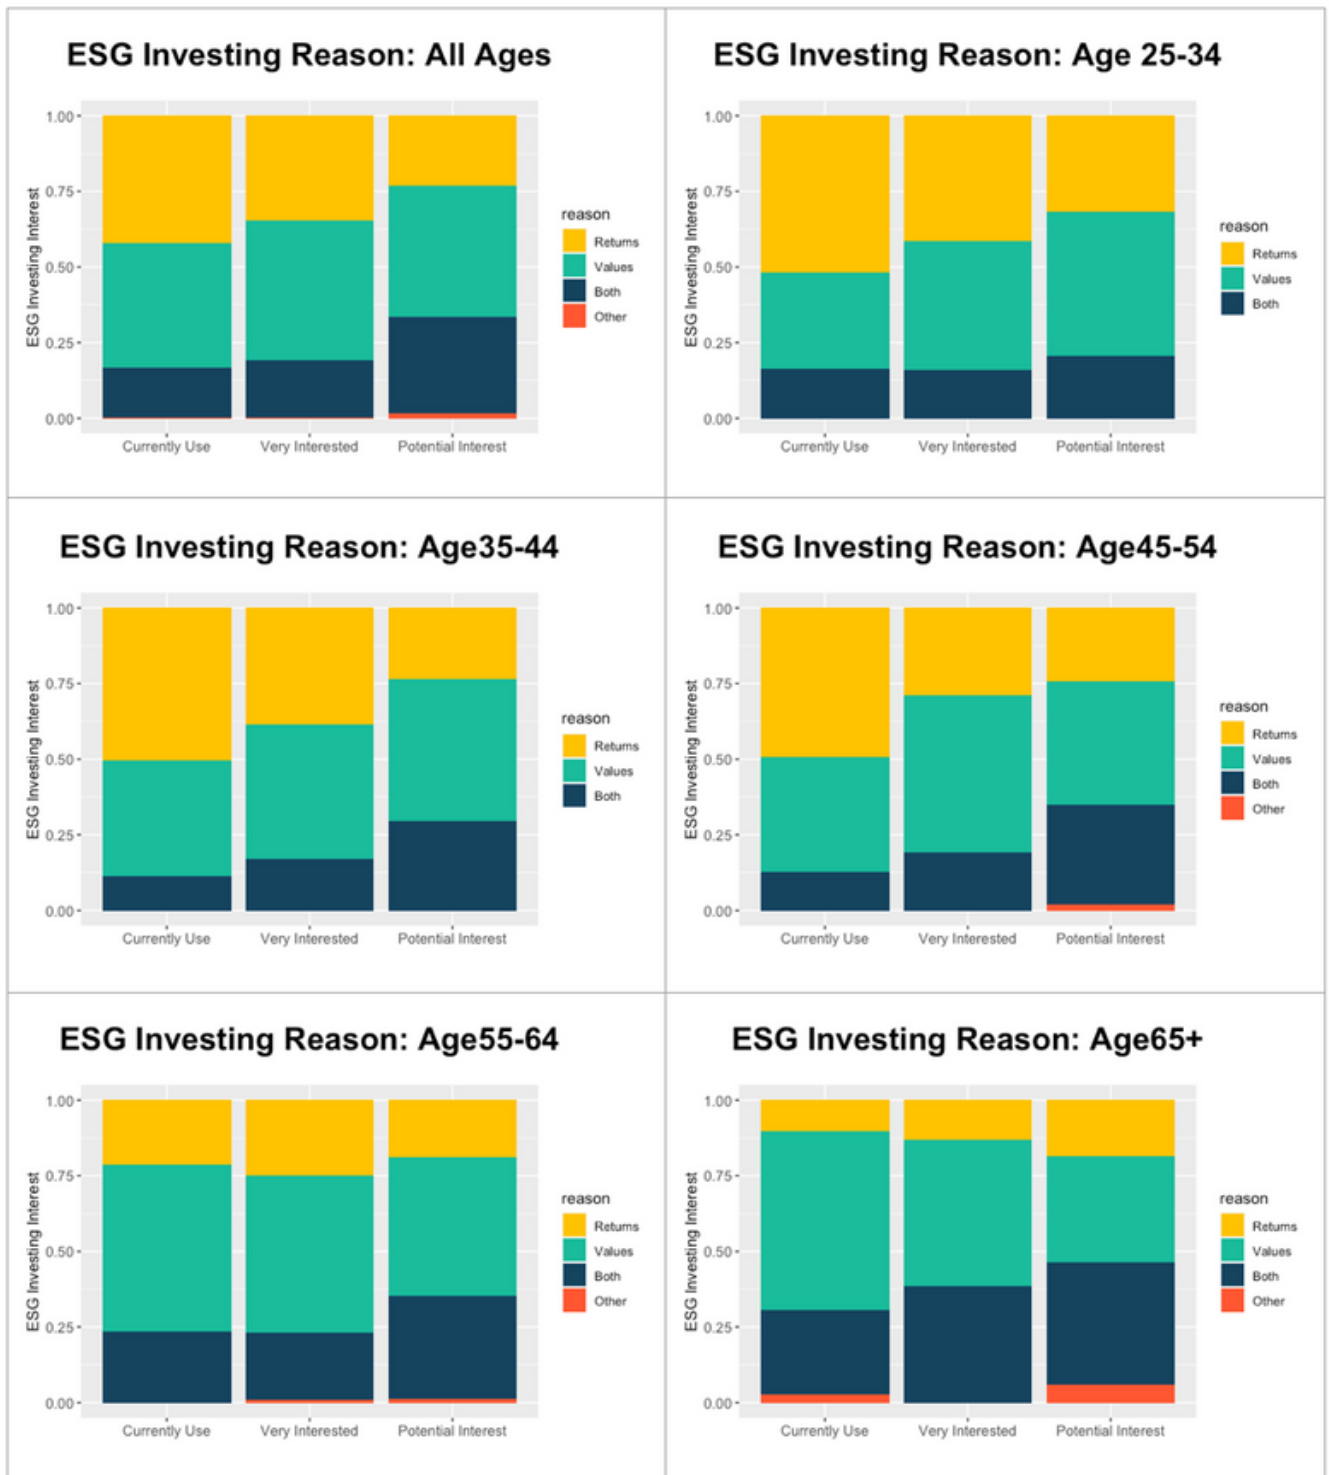 ESG Investing Reason: All Ages
ESG Investing Interest
1.00
0.75
0.50
0.25
0.00
Currently Use
Very Interested
Potential Interest
reason
Returns
Values
Both
Other
ESG Investing Reason: Age 25-34
ESG Investing Interest
1.00
0.75
0.50
0.25
0.00
Currently Use
Very Interested
Potential Interest
reason
Returns
Values
Both
ESG Investing Reason: Age35-44
ESG Investing Interest
1.00
0.75
0.50
0.25
0.00
Currently Use
Very Interested
Potential Interest
reason
Returns
Values
Both
ESG Investing Reason: Age45-54
ESG Investing Interest
1.00
0.75
0.50
0.25
0.00
Currently Use
Very Interested
Potential Interest
reason
Returns
Values
Both
Other
ESG Investing Reason: Age55-64
ESG Investing Interest
1.00
0.75
0.50
0.25
0.00
Currently Use
Very Interested
Potential Interest
reason
Returns
Values
Both
Other
ESG Investing Reason: Age65+
ESG Investing Interest
1.00
0.75
0.50
0.25
0.00
Currently Use
Very Interested
Potential Interest
reason
Returns
Values
Both
Other